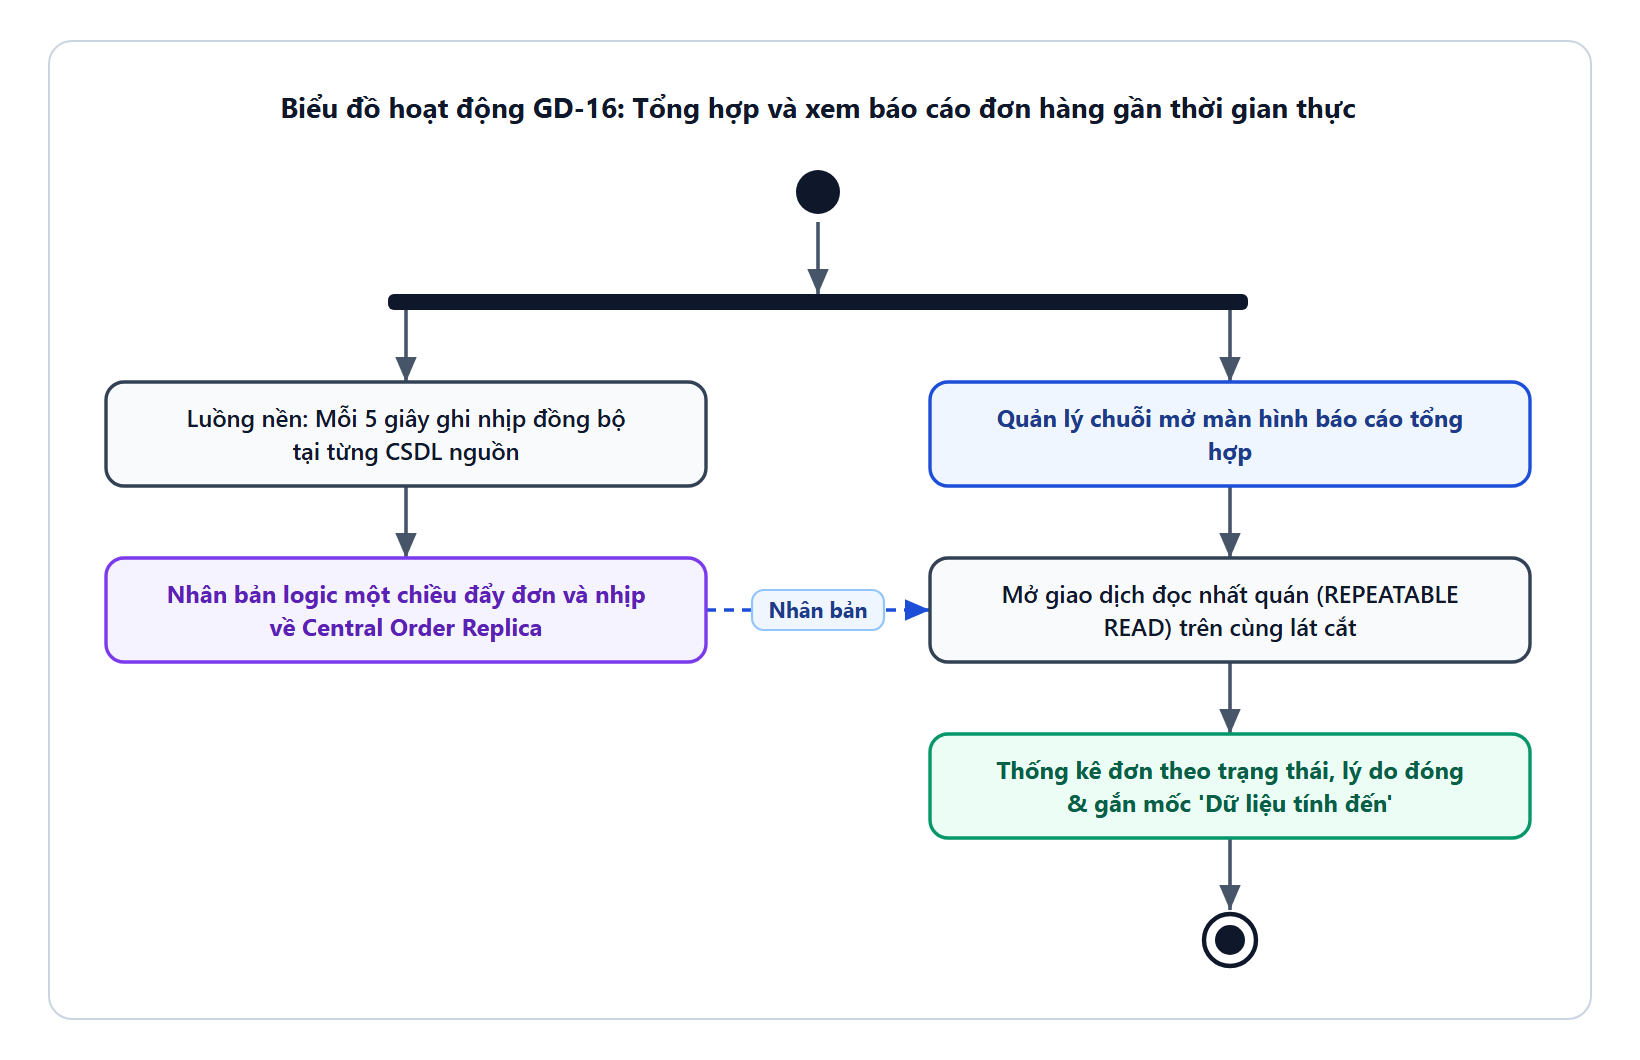 Biểu đồ hoạt động GD-16: Tổng hợp và xem báo cáo đơn hàng gần thời gian thực
Luồng nền: Mỗi 5 giây ghi nhịp đồng bộ
tại từng CSDL nguồn
Quản lý chuỗi mở màn hình báo cáo tổng
hợp
Nhân bản logic một chiều đẩy đơn và nhịp
về Central Order Replica
Nhân bản
Mở giao dịch đọc nhất quán (REPEATABLE
READ) trên cùng lát cắt
Thống kê đơn theo trạng thái, lý do đóng
& gắn mốc 'Dữ liệu tính đến'